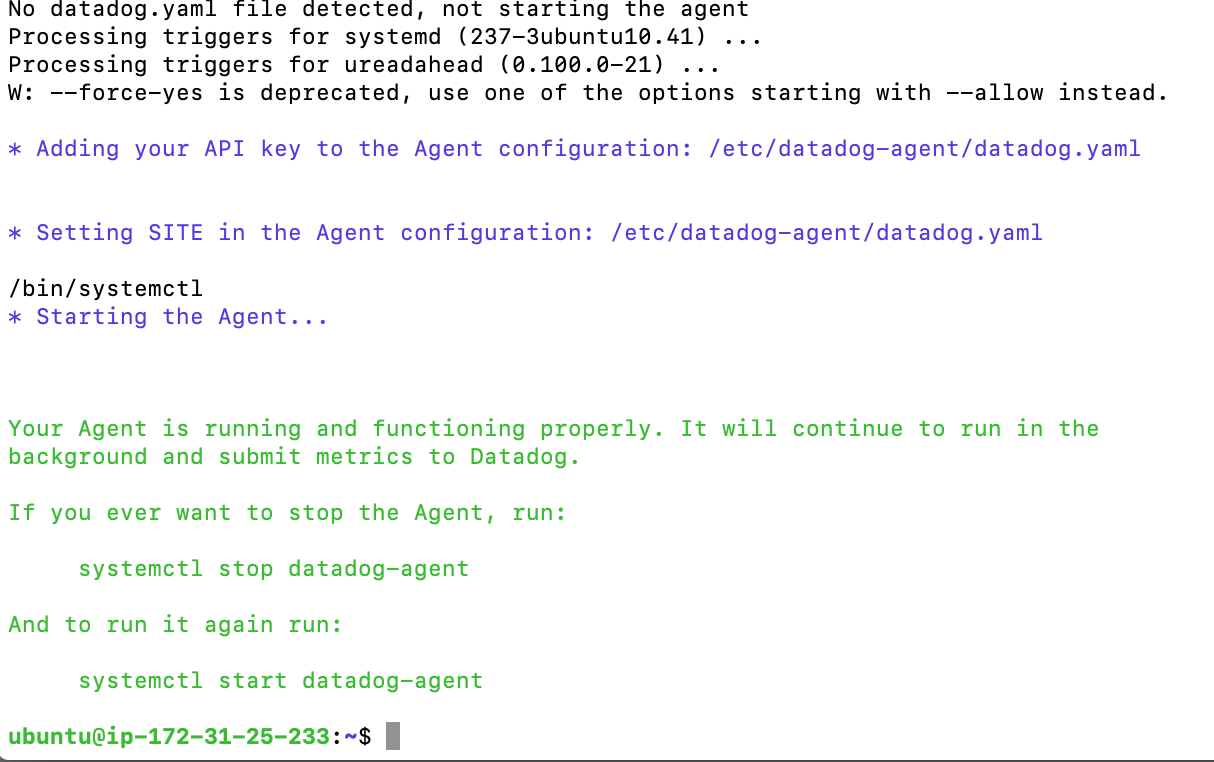 No datadog.yaml file detected, not starting the agent
Processing triggers for systemd (237-3ubuntu10.41) ...
Processing triggers for ureadahead (0.100.0-21) ...
W: --force-yes is deprecated, use one of the options starting with --allow instead.
* Adding your API key to the Agent configuration: /etc/datadog-agent/datadog.yaml
* Setting SITE in the Agent configuration: /etc/datadog-agent/datadog.yaml
/bin/systemctl
* Starting the Agent...
Your Agent is running and functioning properly. It will continue to run in the
background and submit metrics to Datadog.
If you ever want to stop the Agent, run:
systemctl stop datadog-agent
And to run it again run:
systemctl start datadog-agent
ubuntu@ip-172-31-25-233:~$